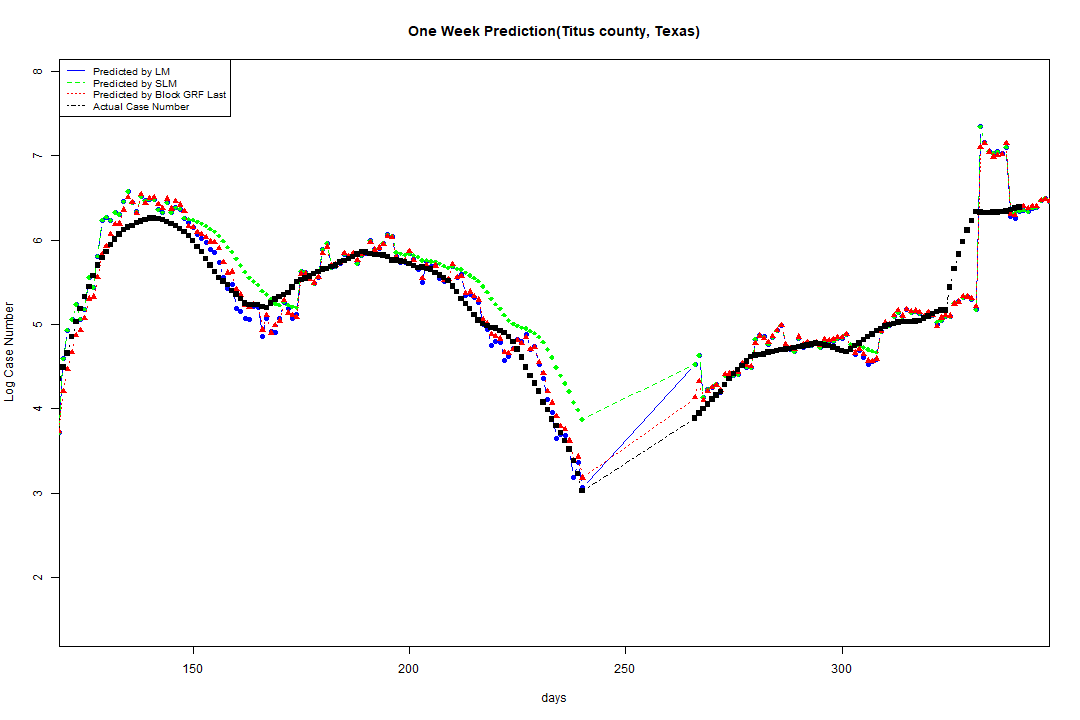 One Week Prediction(Titus county, Texas)
Predicted by LM
Predicted by SLM
Predicted by Block GRF Last
Actual Case Number
8
7
6
5
4
3
2
Log Case Number
150 200 250 300
days